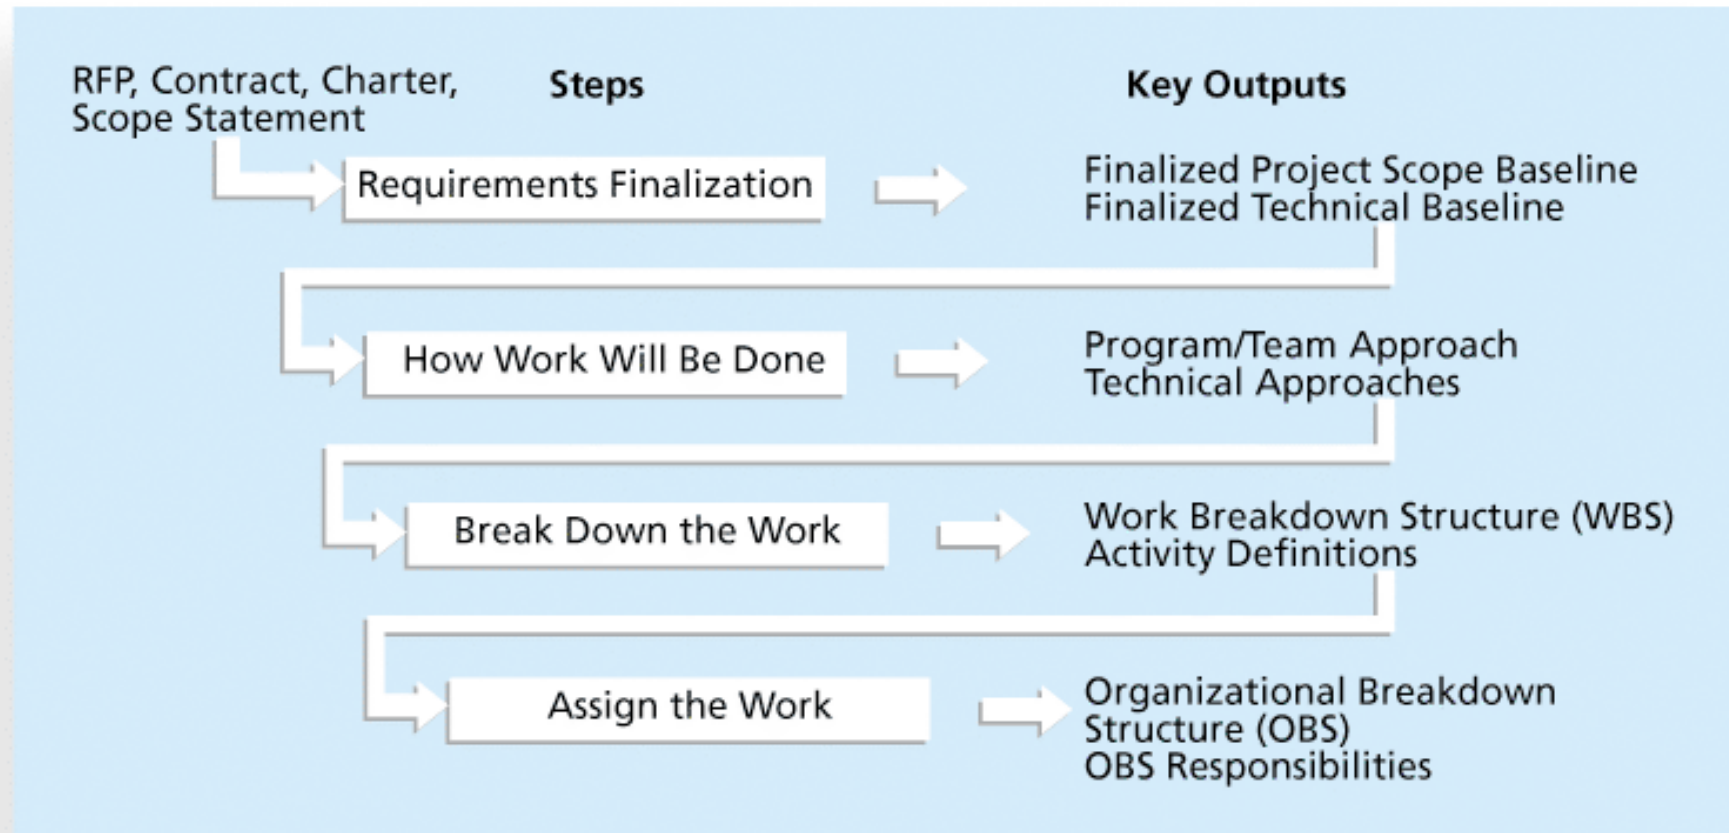 RFP, Contract, Charter,
Scope Statement
Steps
Key Outputs
Requirements Finalization
Finalized Project Scope Baseline
Finalized Technical Baseline
How Work Will Be Done
Program/Team Approach
Technical Approaches
Break Down the Work
Work Breakdown Structure (WBS)
Activity Definitions
Assign the Work
Organizational Breakdown
Structure (OBS)
OBS Responsibilities